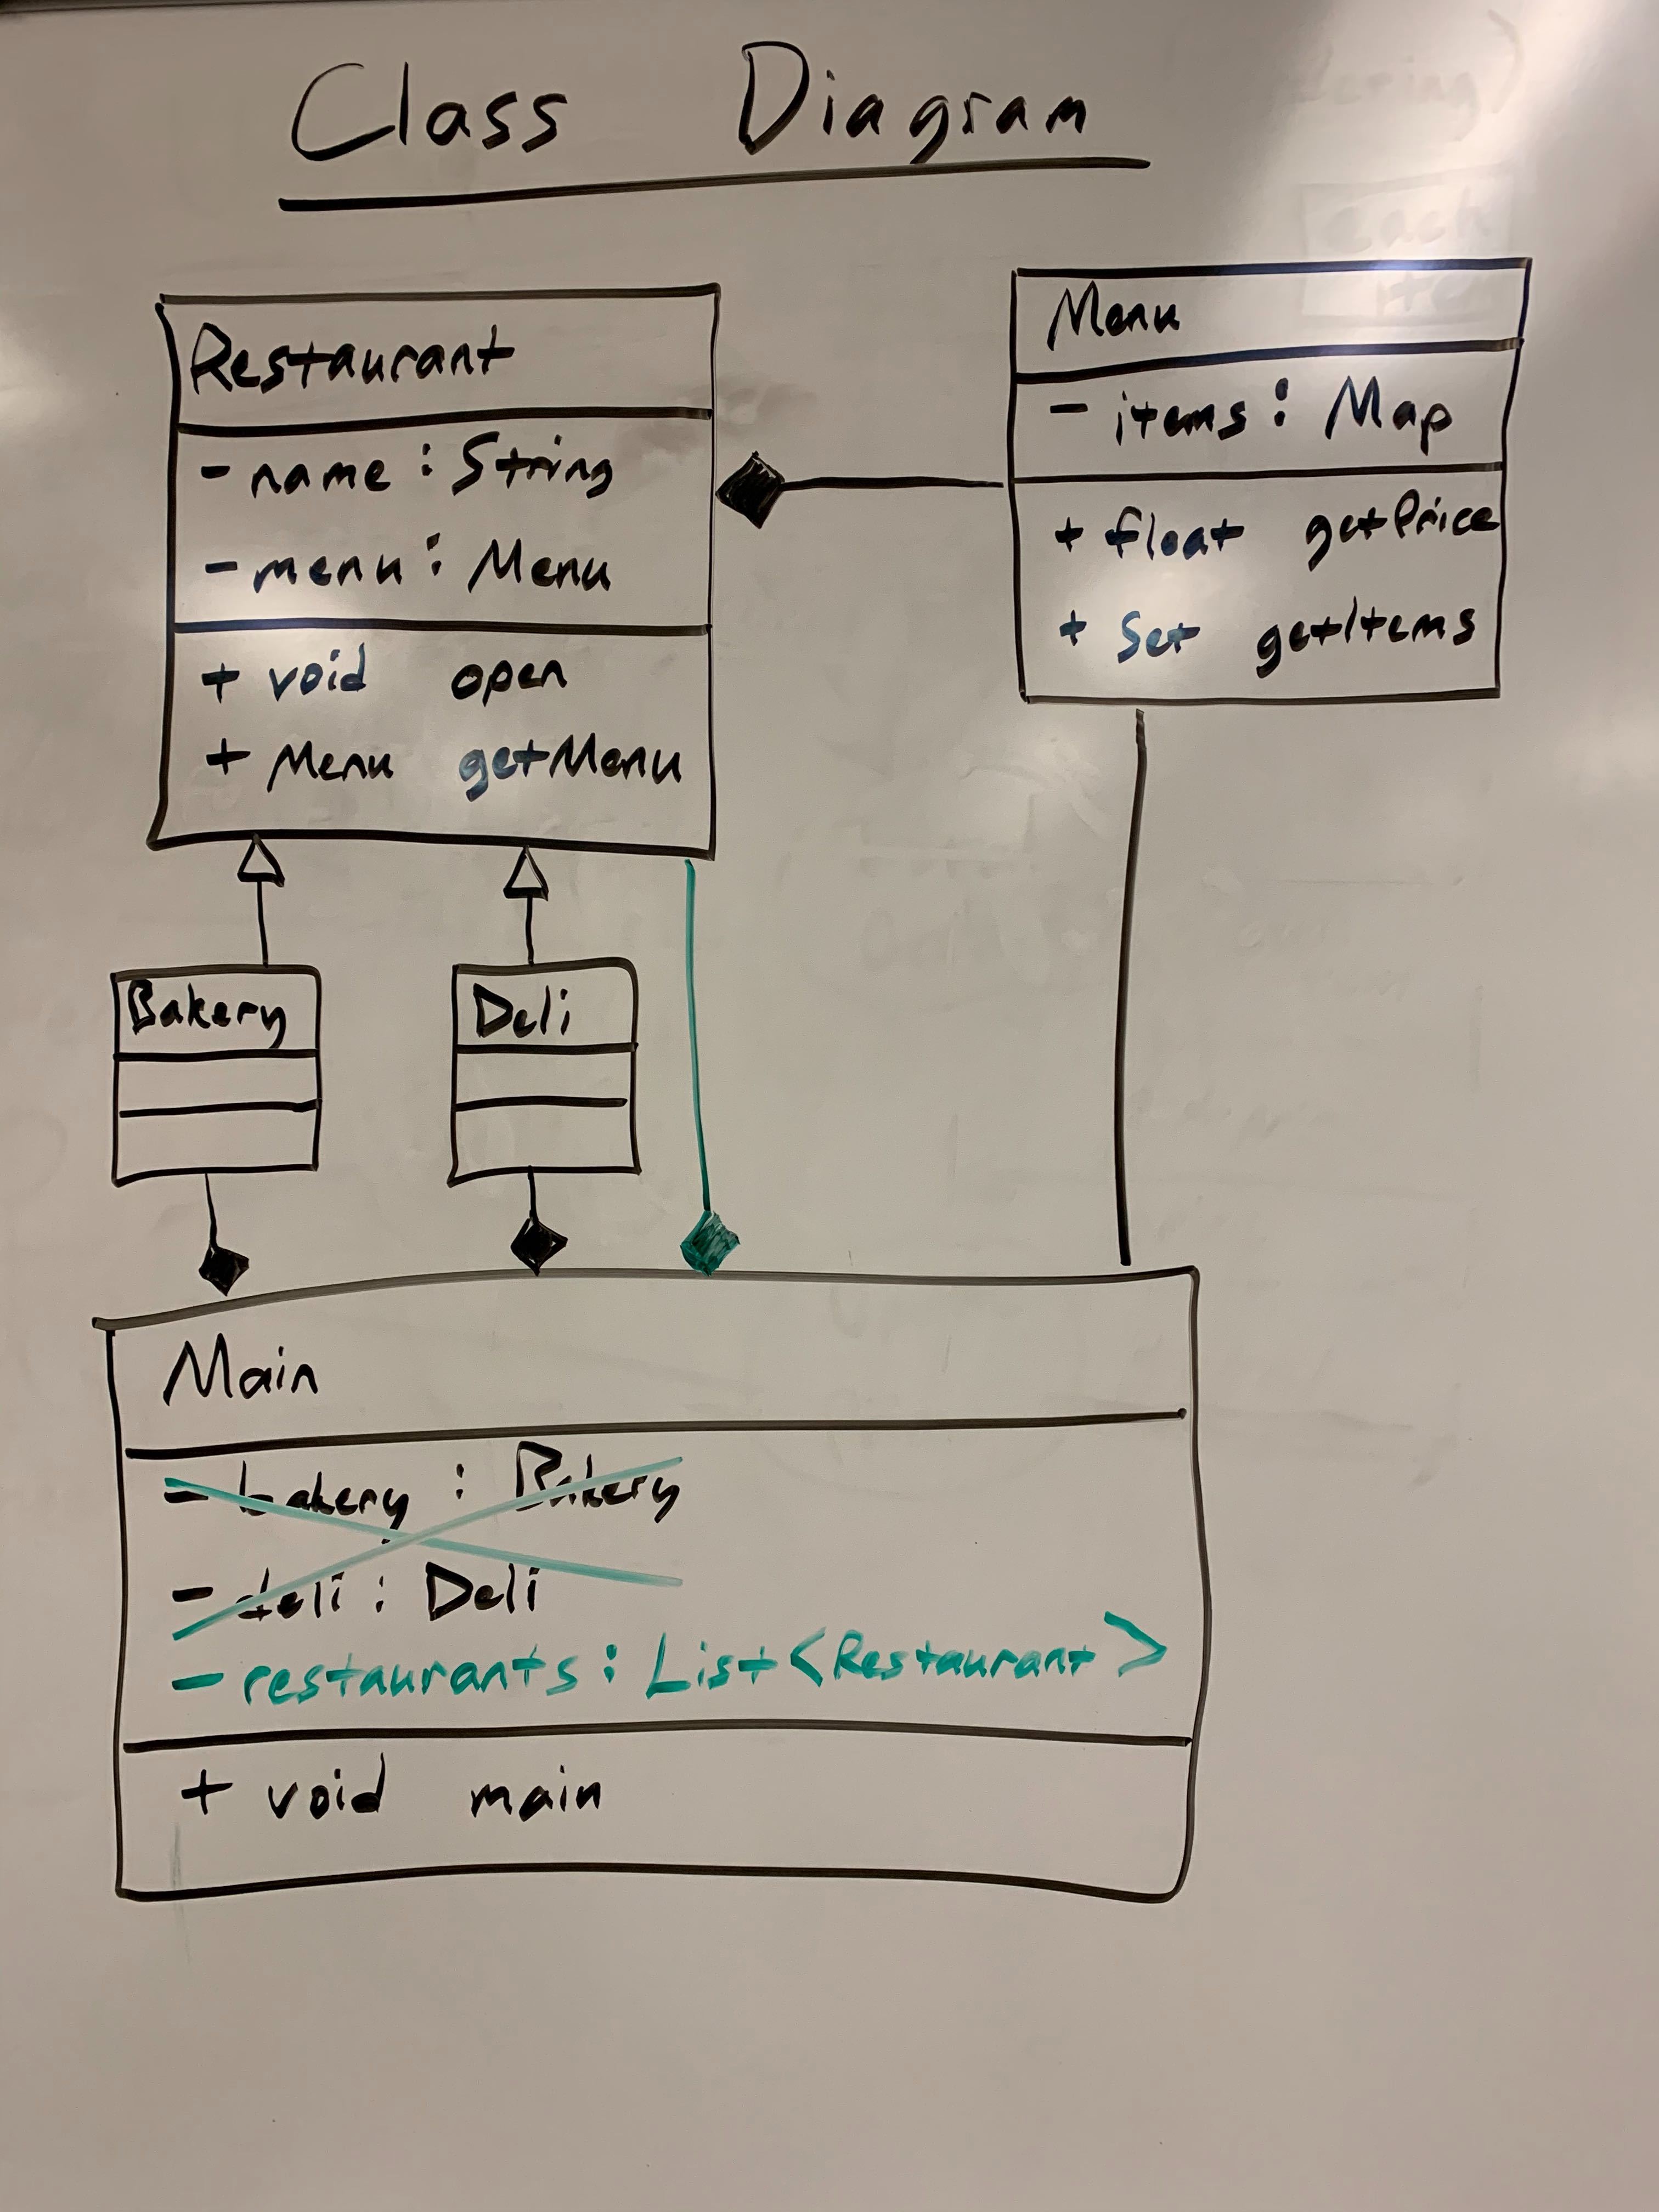 Class Diagram
Restaurant
- name : String
- menu : Menu
+ void open
+ Menu getMenu
Menu
- items : Map
+ float getPrice
+ Set getItems
Bakery
Deli
Main
- bakery : Bakery
- deli : Deli
- restaurants : List<Restaurant>
+ void main